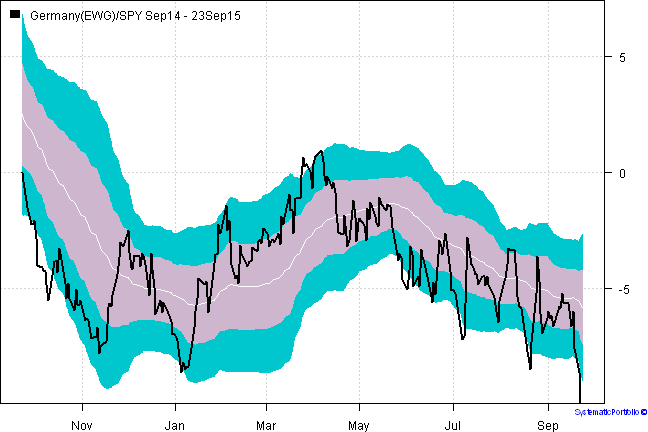 Germany(EWG)/SPY Sep14 - 23Sep15
5
0
-5
Nov Jan Mar May Jul Sep
SystematicPortfolio ©